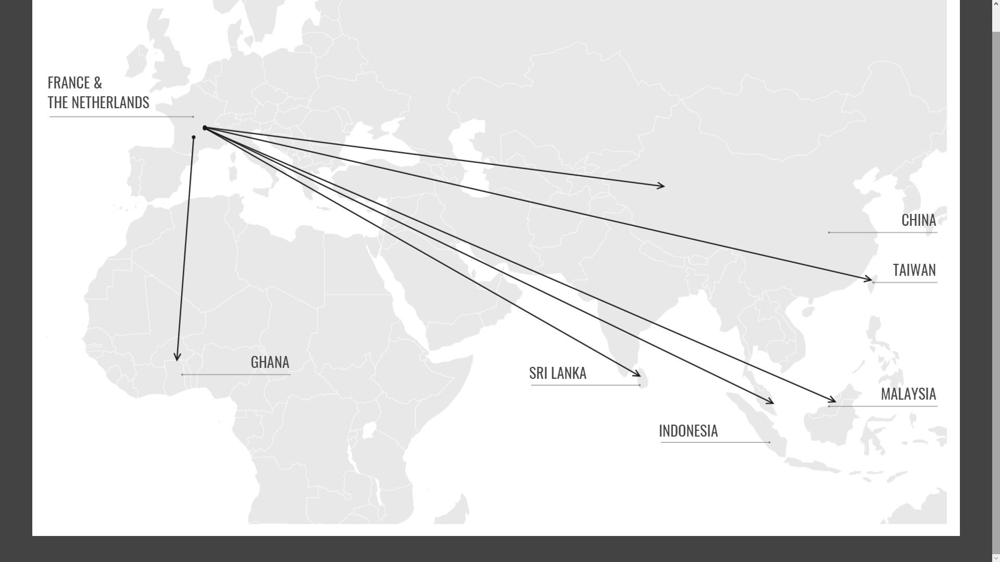 FRANCE &
THE NETHERLANDS
CHINA
TAIWAN
GHANA
SRI LANKA
MALAYSIA
INDONESIA